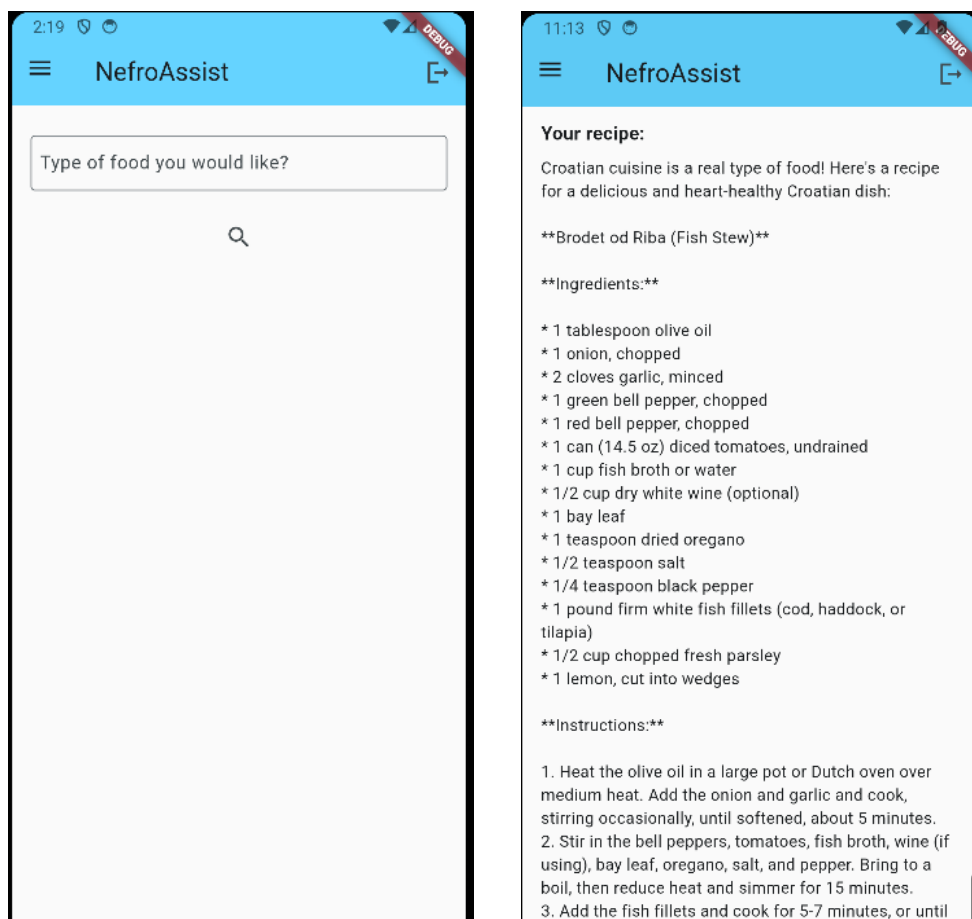 2:19
DEBUG
NefroAssist
Type of food you would like?
11:13
DEBUG
NefroAssist
Your recipe:
Croatian cuisine is a real type of food! Here's a recipe
for a delicious and heart-healthy Croatian dish:
**Brodet od Riba (Fish Stew)**
**Ingredients:**
* 1 tablespoon olive oil
* 1 onion, chopped
* 2 cloves garlic, minced
* 1 green bell pepper, chopped
* 1 red bell pepper, chopped
* 1 can (14.5 oz) diced tomatoes, undrained
* 1 cup fish broth or water
* 1/2 cup dry white wine (optional)
* 1 bay leaf
* 1 teaspoon dried oregano
* 1/2 teaspoon salt
* 1/4 teaspoon black pepper
* 1 pound firm white fish fillets (cod, haddock, or
tilapia)
* 1/2 cup chopped fresh parsley
* 1 lemon, cut into wedges
**Instructions:**
1. Heat the olive oil in a large pot or Dutch oven over
medium heat. Add the onion and garlic and cook,
stirring occasionally, until softened, about 5 minutes.
2. Stir in the bell peppers, tomatoes, fish broth, wine (if
using), bay leaf, oregano, salt, and pepper. Bring to a
boil, then reduce heat and simmer for 15 minutes.
3. Add the fish fillets and cook for 5-7 minutes, or until